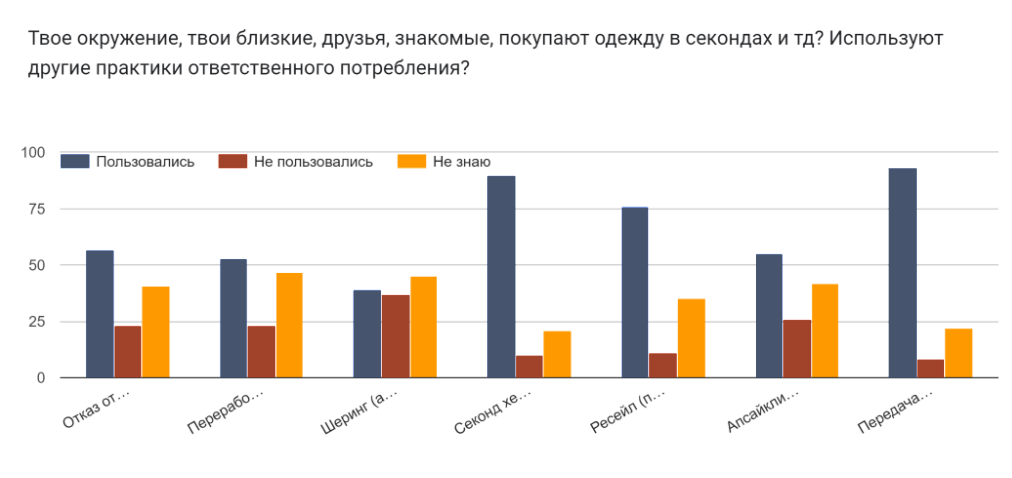 Твое окружение, твои близкие, друзья, знакомые, покупают одежду в секондах и тд? Используют
другие практики ответственного потребления?
100
Пользовались Не пользовались Не знаю
75
50
25
0
Отказ от… Перерабо… Шеринг (а… Секонд хе… Ресейл (п… Апсайкли… Передача…